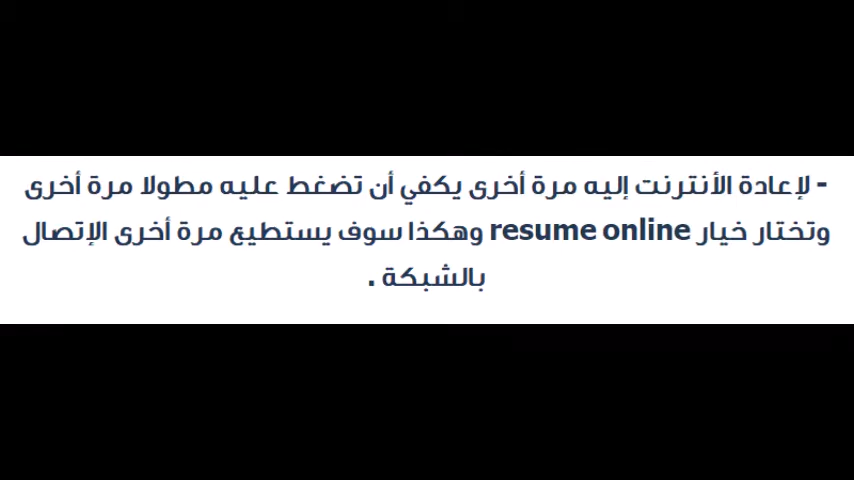 - لإعادة الأنترنت إليه مرة أخرى يكفي أن تضغط عليه مطولا مرة أخرى
وتختار خيار resume online وهكذا سوف يستطيع مرة أخرى الإتصال
بالشبكة .